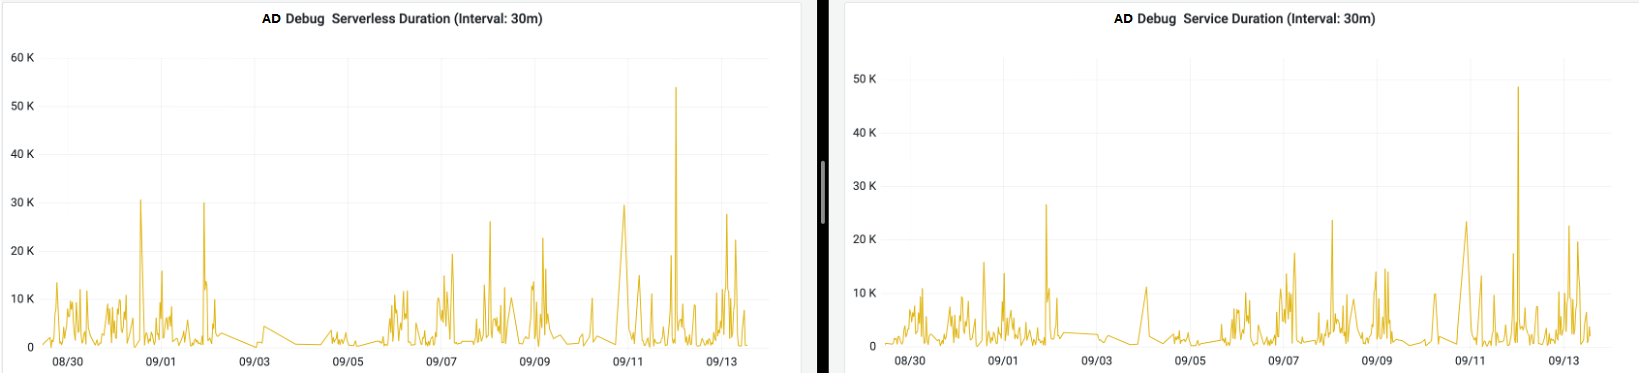 AD Debug  Serverless Duration (Interval: 30m)
60 K
50 K
40 K
30 K
20 K
10 K
0
08/30 09/01 09/03 09/05 09/07 09/09 09/11 09/13
AD Debug  Service Duration (Interval: 30m)
50 K
40 K
30 K
20 K
10 K
0
08/30 09/01 09/03 09/05 09/07 09/09 09/11 09/13